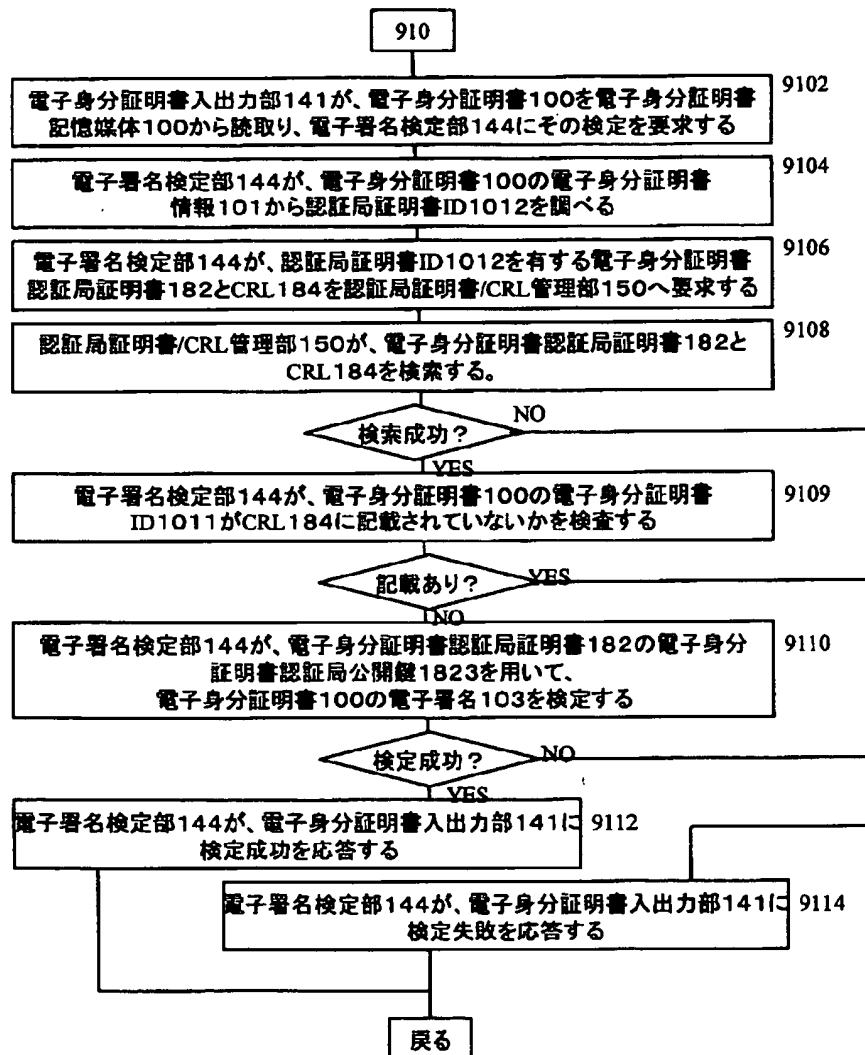 910
9102
電子身分証明書入出力部141が、電子身分証明書100を電子身分証明書
記憶媒体100から読取り、電子署名検定部144にその検定を要求する
9104
電子署名検定部144が、電子身分証明書100の電子身分証明書
情報101から認証局証明書ID1012を調べる
9106
電子署名検定部144が、認証局証明書ID1012を有する電子身分証明書
認証局証明書182とCRL184を認証局証明書/CRL管理部150へ要求する
9108
認証局証明書/CRL管理部150が、電子身分証明書認証局証明書182と
CRL184を検索する。
検索成功?
NO
YES
9109
電子署名検定部144が、電子身分証明書100の電子身分証明書
ID1011がCRL184に記載されていないかを検査する
記載あり?
YES
NO
9110
電子署名検定部144が、電子身分証明書認証局証明書182の電子身分
証明書認証局公開鍵1823を用いて、
電子身分証明書100の電子署名103を検定する
検定成功?
NO
YES
電子署名検定部144が、電子身分証明書入出力部141に
検定成功を応答する
9112
電子署名検定部144が、電子身分証明書入出力部141に
検定失敗を応答する
9114
戻る